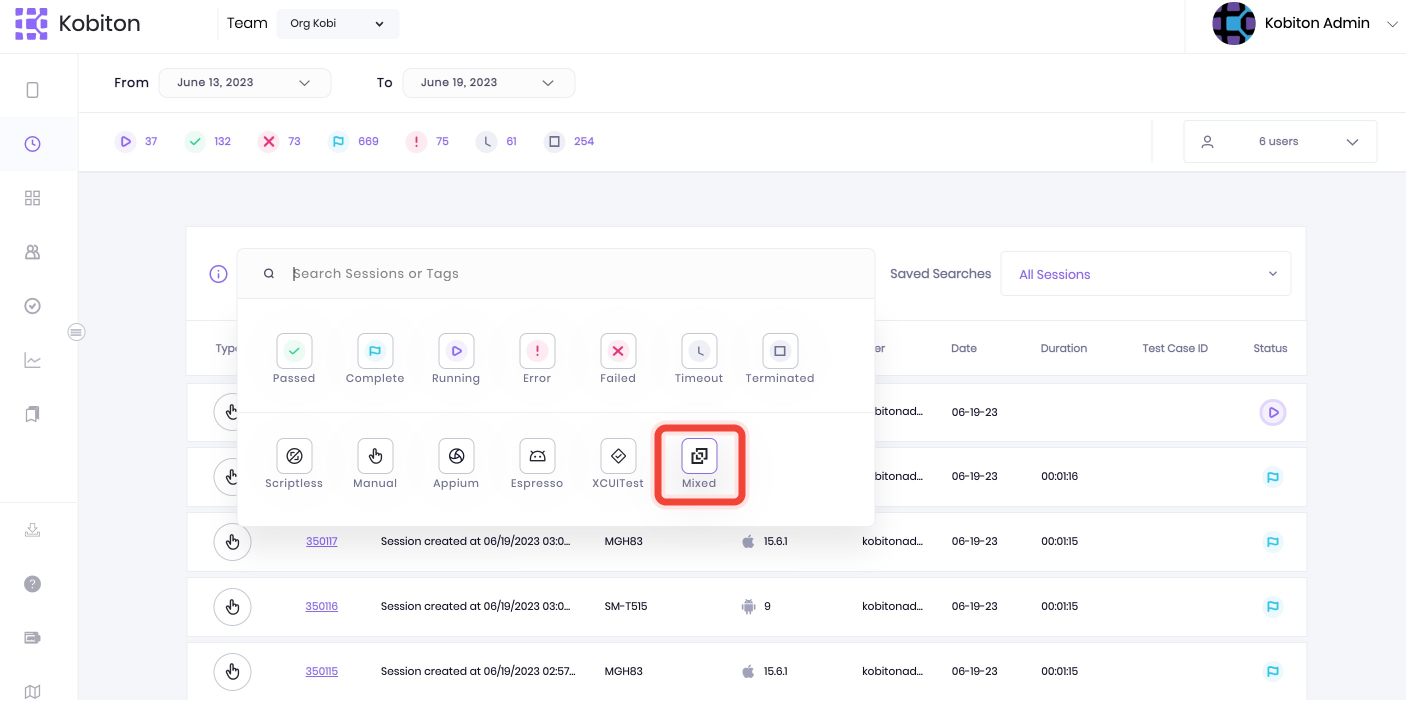 Kobiton
Team Org Kobi
Kobiton Admin
From June 13, 2023 To June 19, 2023
37 132 73 669 75 61 254
6 users
Search Sessions or Tags
Saved Searches All Sessions
Type er Date Duration Test Case ID Status
Passed Complete Running Error Failed Timeout Terminated
bitonad... 06-19-23
Scriptless Manual Appium Espresso XCUITest Mixed
bitonad... 06-19-23 00:01:16
350117 Session created at 06/19/2023 03:0... MGH83 15.6.1 kobitonad... 06-19-23 00:01:15
350116 Session created at 06/19/2023 03:0... SM-T515 9 kobitonad... 06-19-23 00:01:15
350115 Session created at 06/19/2023 02:57... MGH83 15.6.1 kobitonad... 06-19-23 00:01:15